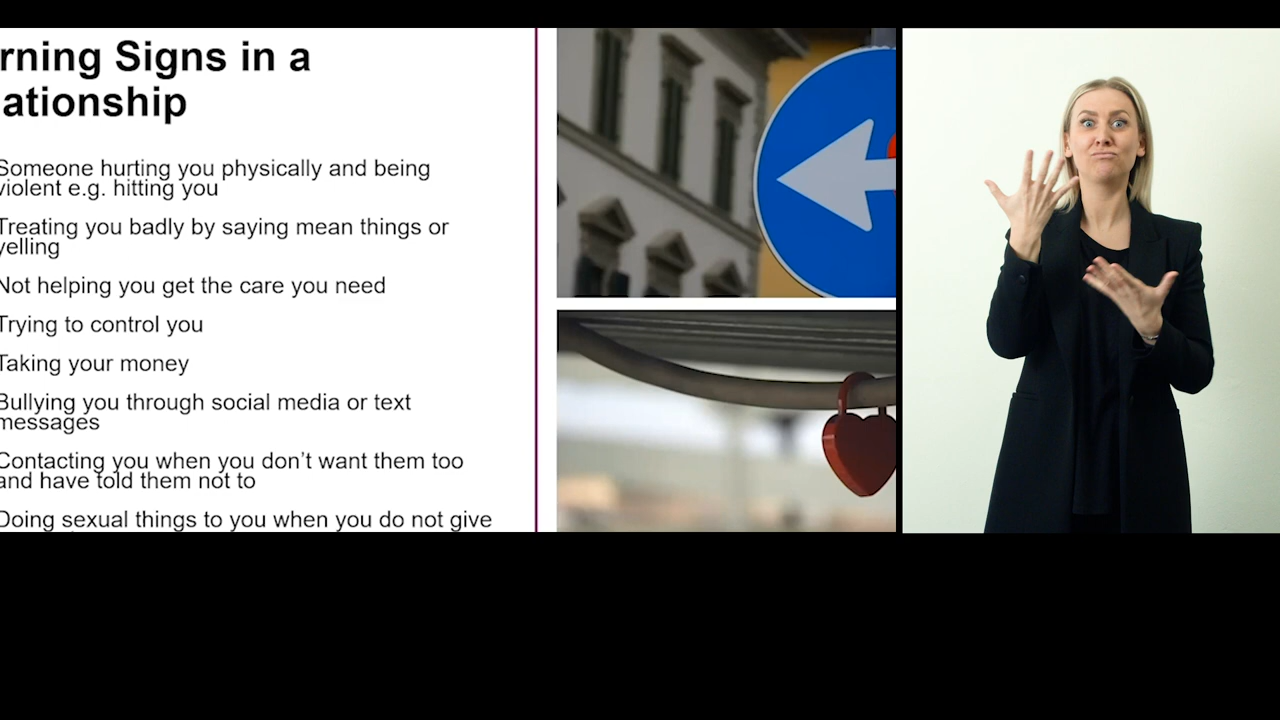 rning Signs in a
ationship
Someone hurting you physically and being
violent e.g. hitting you
Treating you badly by saying mean things or
yelling
Not helping you get the care you need
Trying to control you
Taking your money
Bullying you through social media or text
messages
Contacting you when you don't want them too
and have told them not to
Doing sexual things to you when you do not give